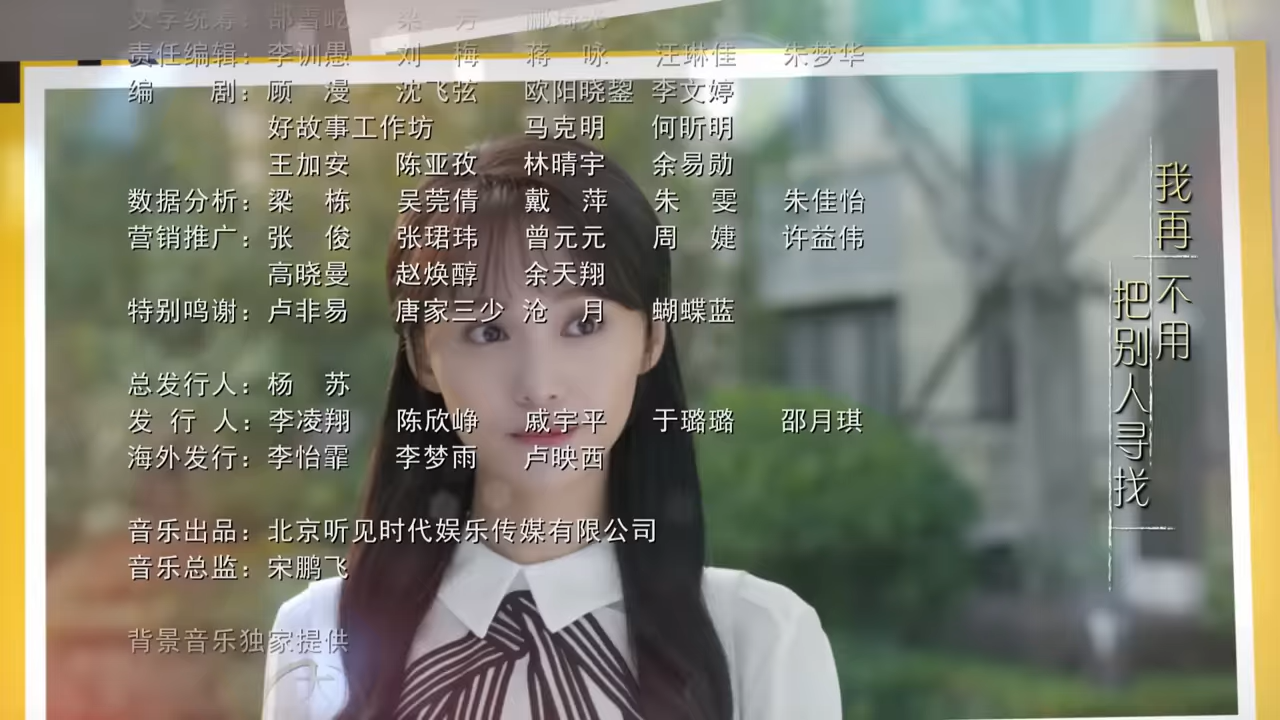 责任编辑：李训愚 刘 梅 蒋 咏 汪琳佳 朱梦华
编 剧：顾 漫 沈飞弦 欧阳晓鋆 李文婷
好故事工作坊 马克明 何昕明
王加安 陈亚孜 林晴宇 余易勋
数据分析：梁 栋 吴莞倩 戴 萍 朱 雯 朱佳怡
营销推广：张 俊 张珺玮 曾元元 周 婕 许益伟
高晓曼 赵焕醇 余天翔
特别鸣谢：卢非易 唐家三少 沧 月 蝴蝶蓝
总发行人：杨 苏
发 行 人：李凌翔 陈欣峥 戚宇平 于璐璐 邵月琪
海外发行：李怡霏 李梦雨 卢映西
音乐出品：北京听见时代娱乐传媒有限公司
音乐总监：宋鹏飞
背景音乐独家提供
我再不用
把别人寻找